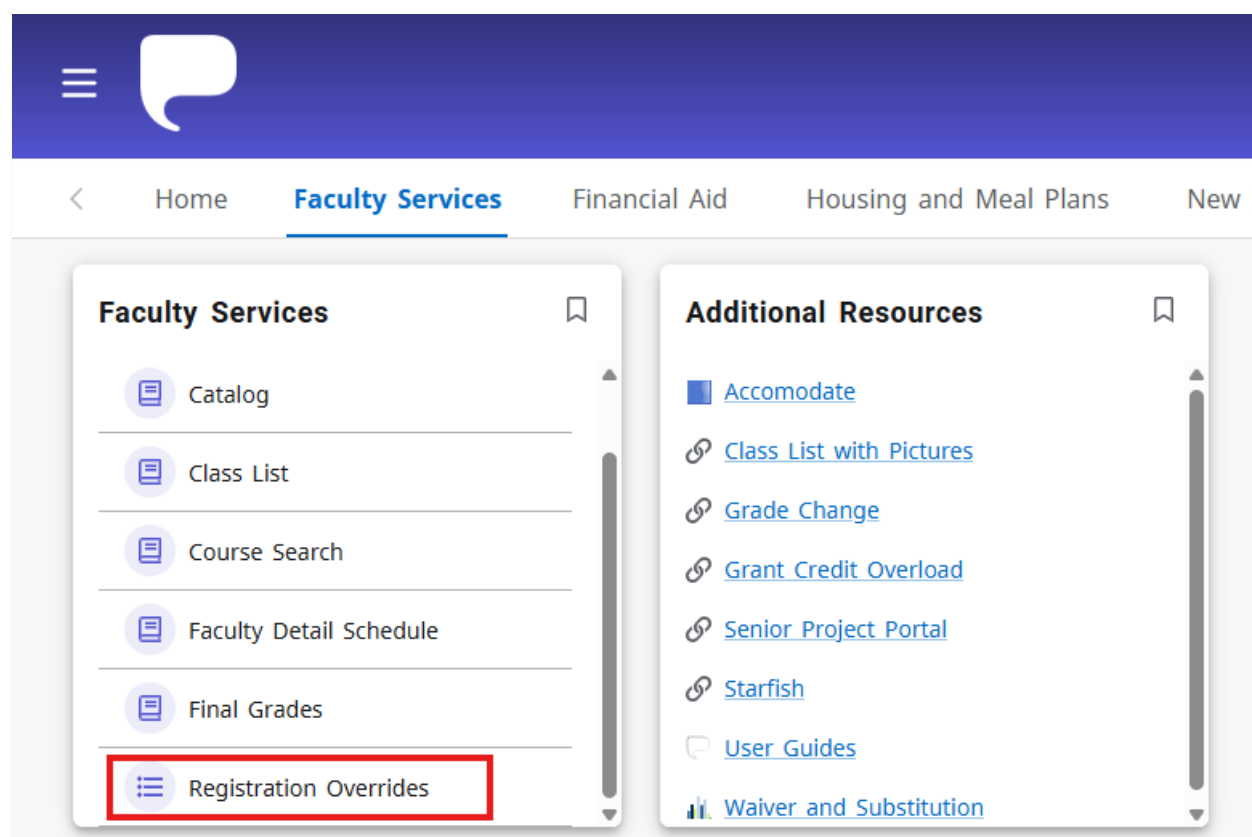 Home Faculty Services Financial Aid Housing and Meal Plans New
Faculty Services
Catalog
Class List
Course Search
Faculty Detail Schedule
Final Grades
Registration Overrides
Additional Resources
Accomodate
Class List with Pictures
Grade Change
Grant Credit Overload
Senior Project Portal
Starfish
User Guides
Waiver and Substitution